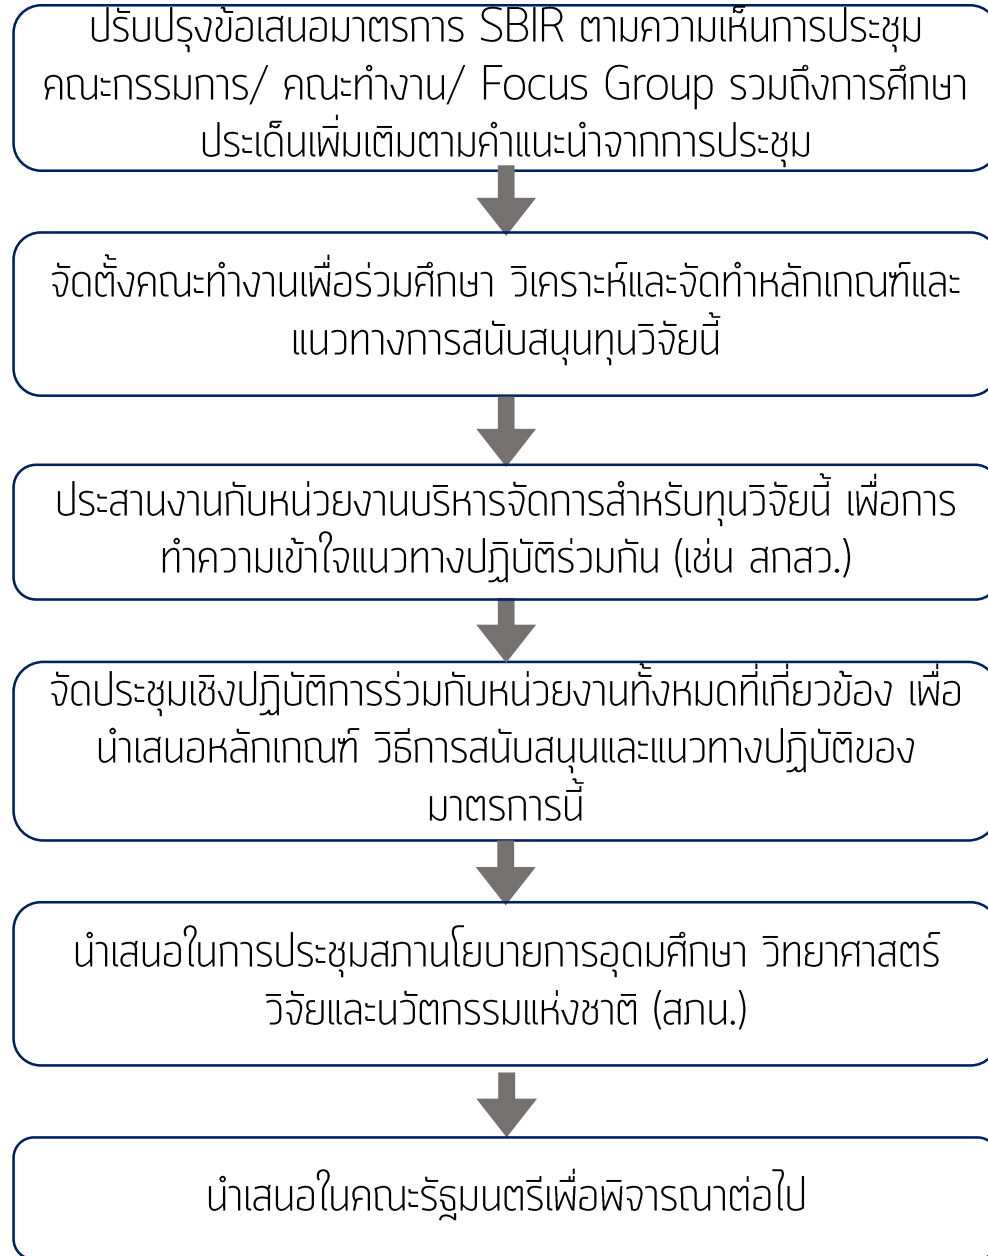 ปรับปรุงข้อเสนอมาตรการ SBIR ตามความเห็นการประชุม
คณะกรรมการ/ คณะทำงาน/ Focus Group รวมถึงการศึกษา
ประเด็นเพิ่มเติมตามคำแนะนำจากการประชุม
จัดตั้งคณะทำงานเพื่อร่วมศึกษา วิเคราะห์และจัดทำหลักเกณฑ์และ
แนวทางการสนับสนุนทุนวิจัยนี้
ประสานงานกับหน่วยงานบริหารจัดการสำหรับทุนวิจัยนี้ เพื่อการ
ทำความเข้าใจแนวทางปฏิบัติร่วมกัน (เช่น สกสว.)
จัดประชุมเชิงปฏิบัติการร่วมกับหน่วยงานทั้งหมดที่เกี่ยวข้อง เพื่อ
นำเสนอหลักเกณฑ์ วิธีการสนับสนุนและแนวทางปฏิบัติของ
มาตรการนี้
นำเสนอในการประชุมสภานโยบายการอุดมศึกษา วิทยาศาสตร์
วิจัยและนวัตกรรมแห่งชาติ (สภน.)
นำเสนอในคณะรัฐมนตรีเพื่อพิจารณาต่อไป